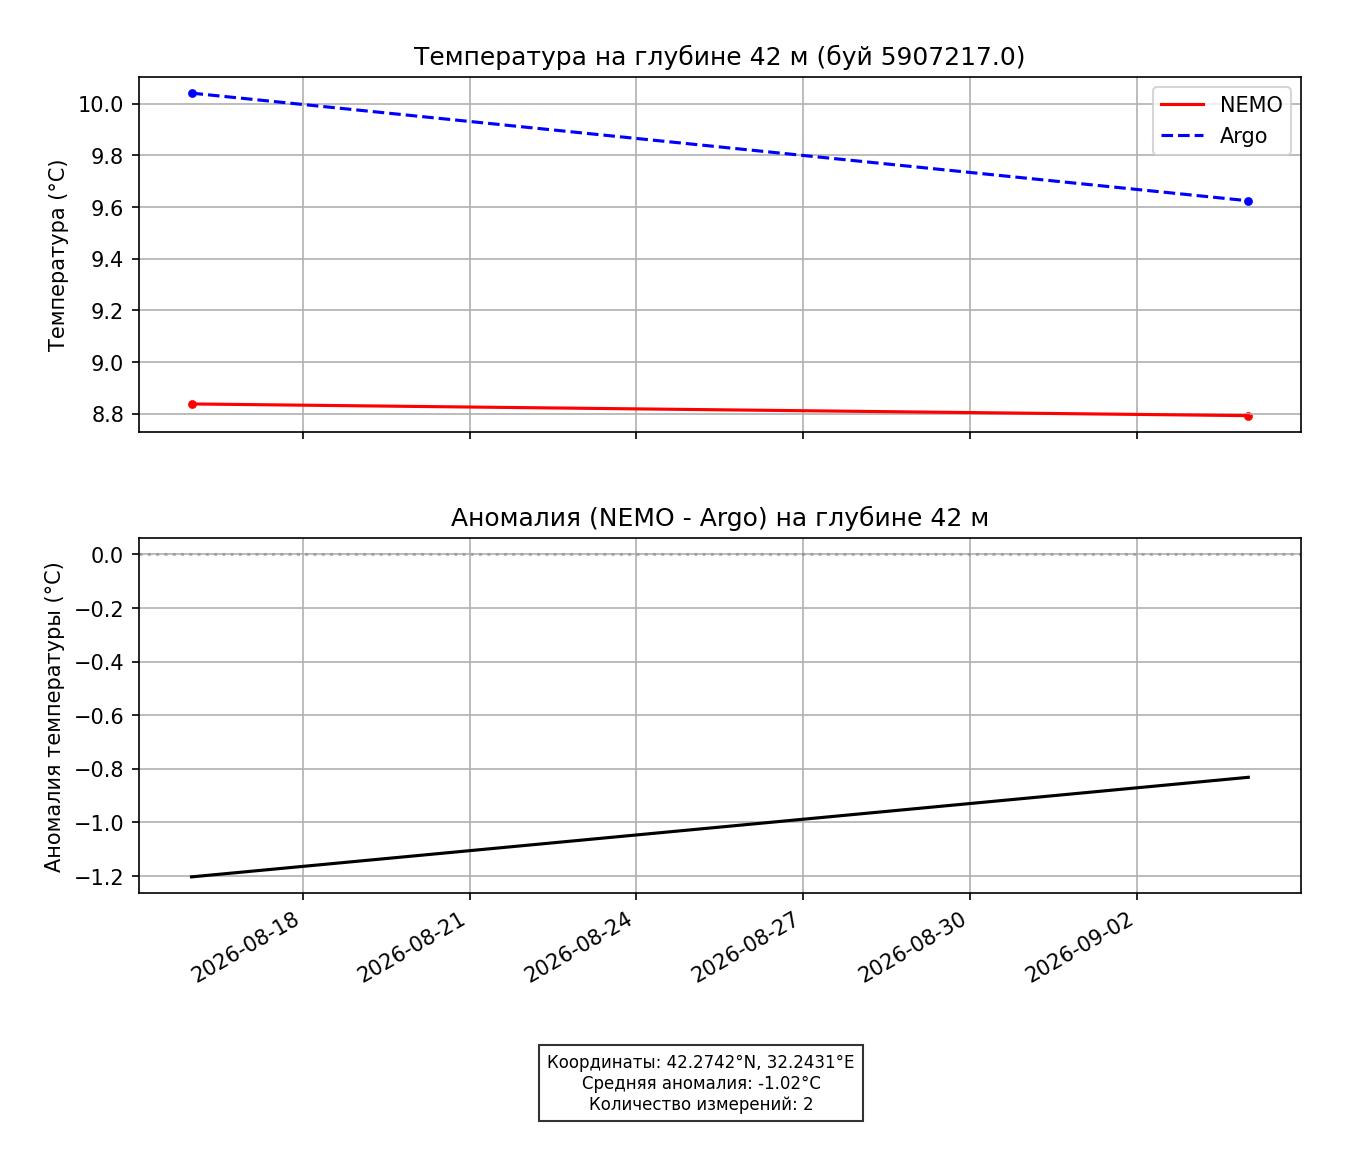 Температура на глубине 42 м (буй 5907217.0)
Температура (°C)
10.0
9.8
9.6
9.4
9.2
9.0
8.8
NEMO
Argo
Аномалия (NEMO - Argo) на глубине 42 м
Аномалия температуры (°C)
0.0
−0.2
−0.4
−0.6
−0.8
−1.0
−1.2
2026-08-18
2026-08-21
2026-08-24
2026-08-27
2026-08-30
2026-09-02
Координаты: 42.2742°N, 32.2431°E
Средняя аномалия: -1.02°C
Количество измерений: 2